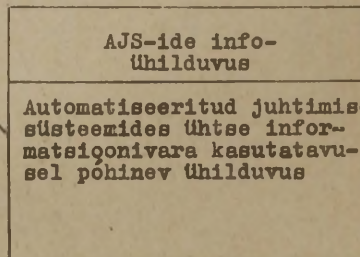 AJS-ide info-
ühilduvus
Automatiseeritud juhtimis-
süsteemides ühtse infor-
matsioonivara kasutatavu-
sel põhinev ühilduvus